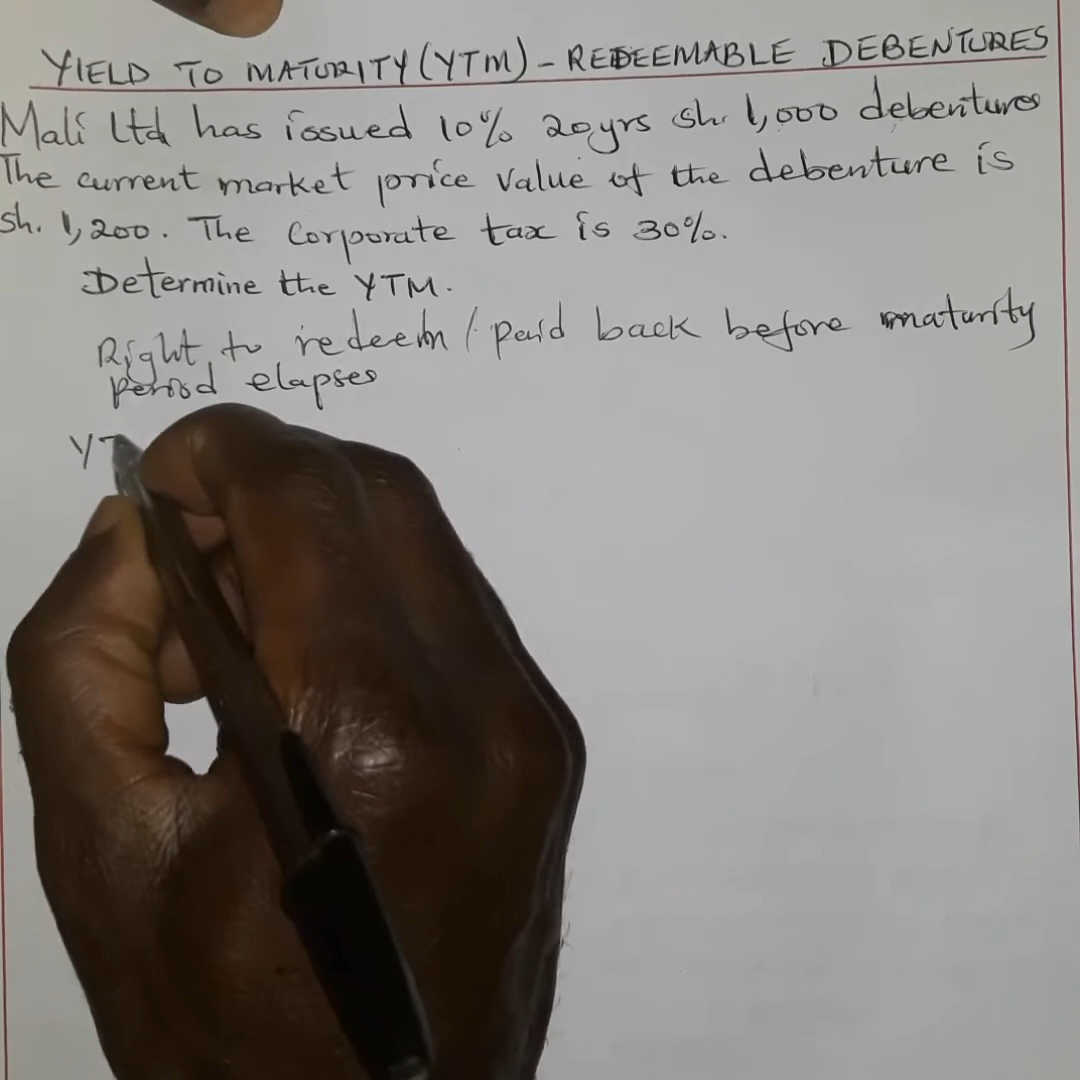 YIELD TO MATURITY (YTM) – REDEEMABLE DEBENTURES
Mali Ltd has issued 10% 20yrs sh. 1,000 debentures
The current market price value of the debenture is
sh. 1,200. The Corporate tax is 30%.
Determine the YTM.
Right to redeem / paid back before maturity
period elapses
YT